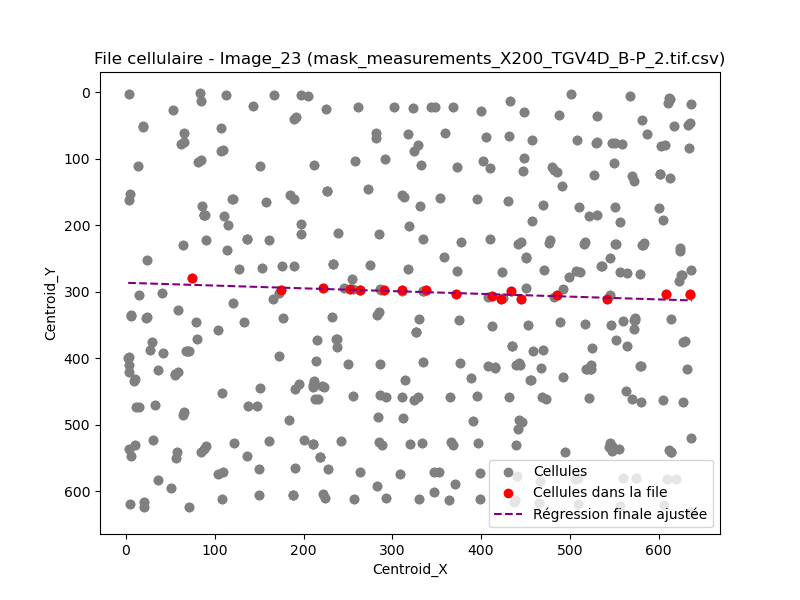 File cellulaire - Image_23 (mask_measurements_X200_TGV4D_B-P_2.tif.csv)
0
100
200
300
400
500
600
Centroid_Y
Cellules
Cellules dans la file
Régression finale ajustée
0 100 200 300 400 500 600
Centroid_X